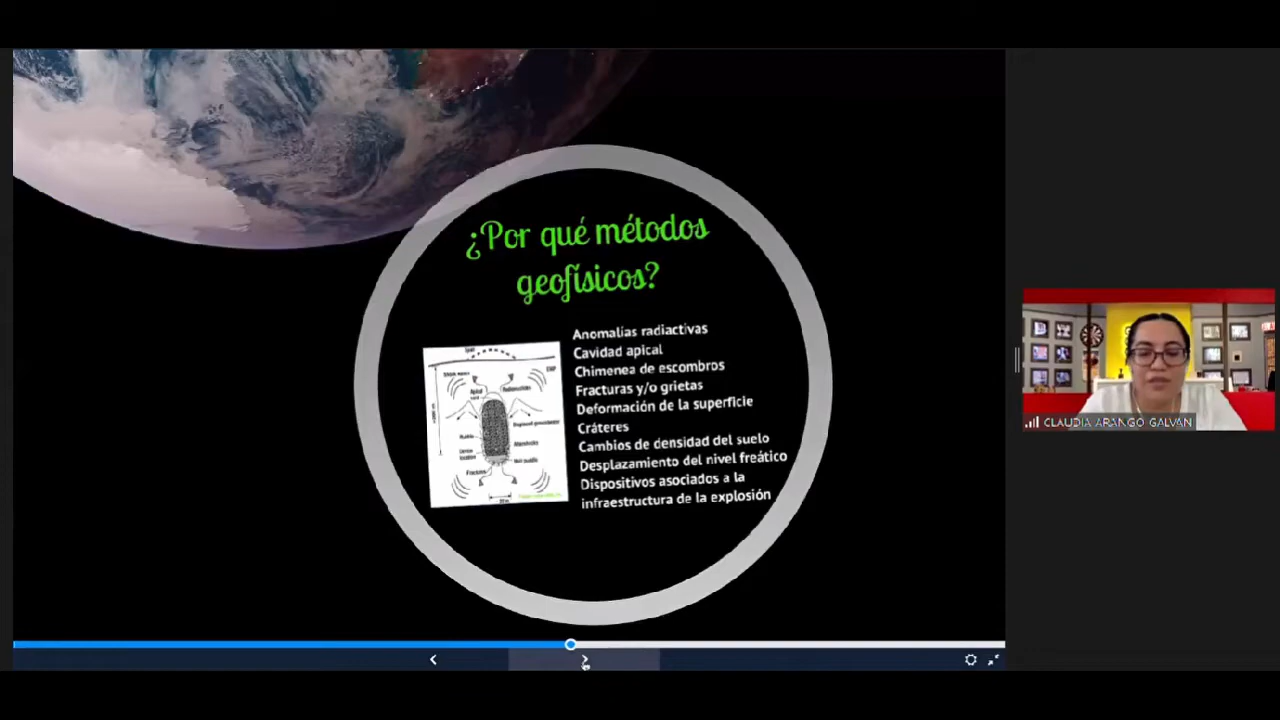 ¿Por qué métodos
geofísicos?
Anomalías radiactivas
Cavidad apical
Chimenea de escombros
Fracturas y/o grietas
Deformación de la superficie
Cráteres
Cambios de densidad del suelo
Desplazamiento del nivel freático
Dispositivos asociados a la
infraestructura de la explosión
CLAUDIA ARANGO GALVAN